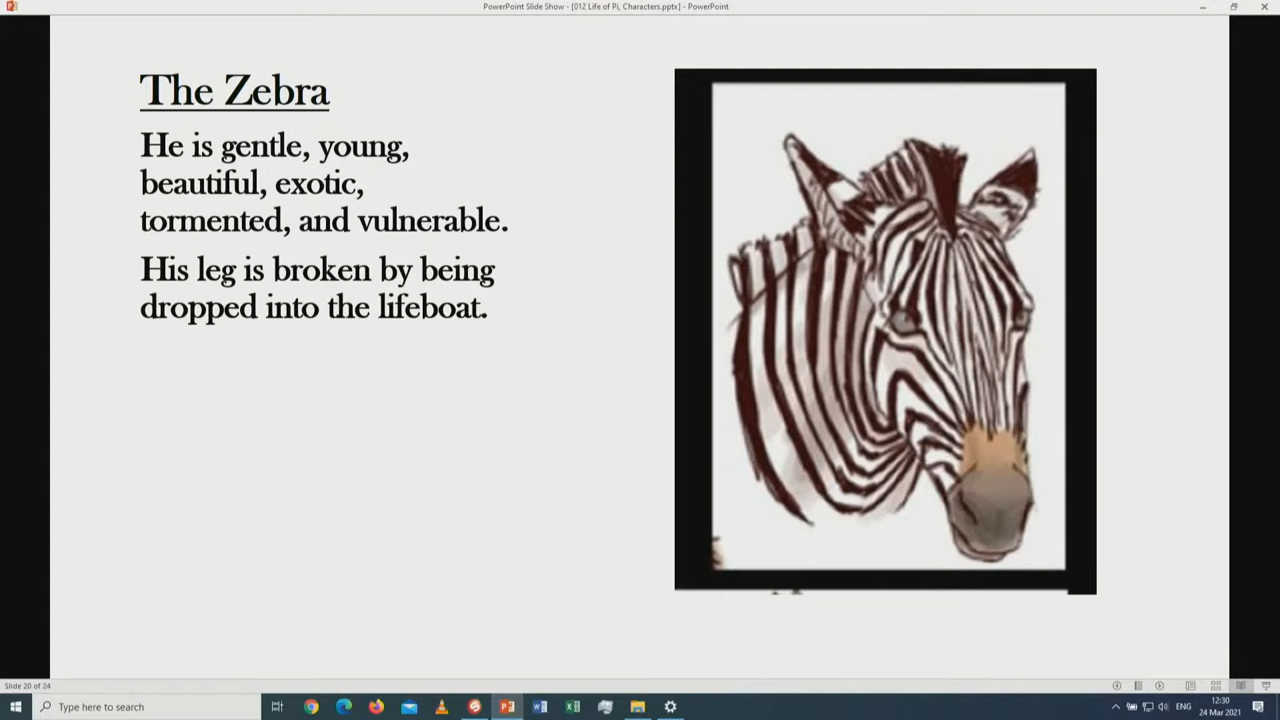 PowerPoint Slide Show - [012 Life of Pi, Characters.pptx] - PowerPoint
The Zebra
He is gentle, young,
beautiful, exotic,
tormented, and vulnerable.
His leg is broken by being
dropped into the lifeboat.
Slide 20 of 24
Type here to search
ENG
12:30
24 Mar 2021